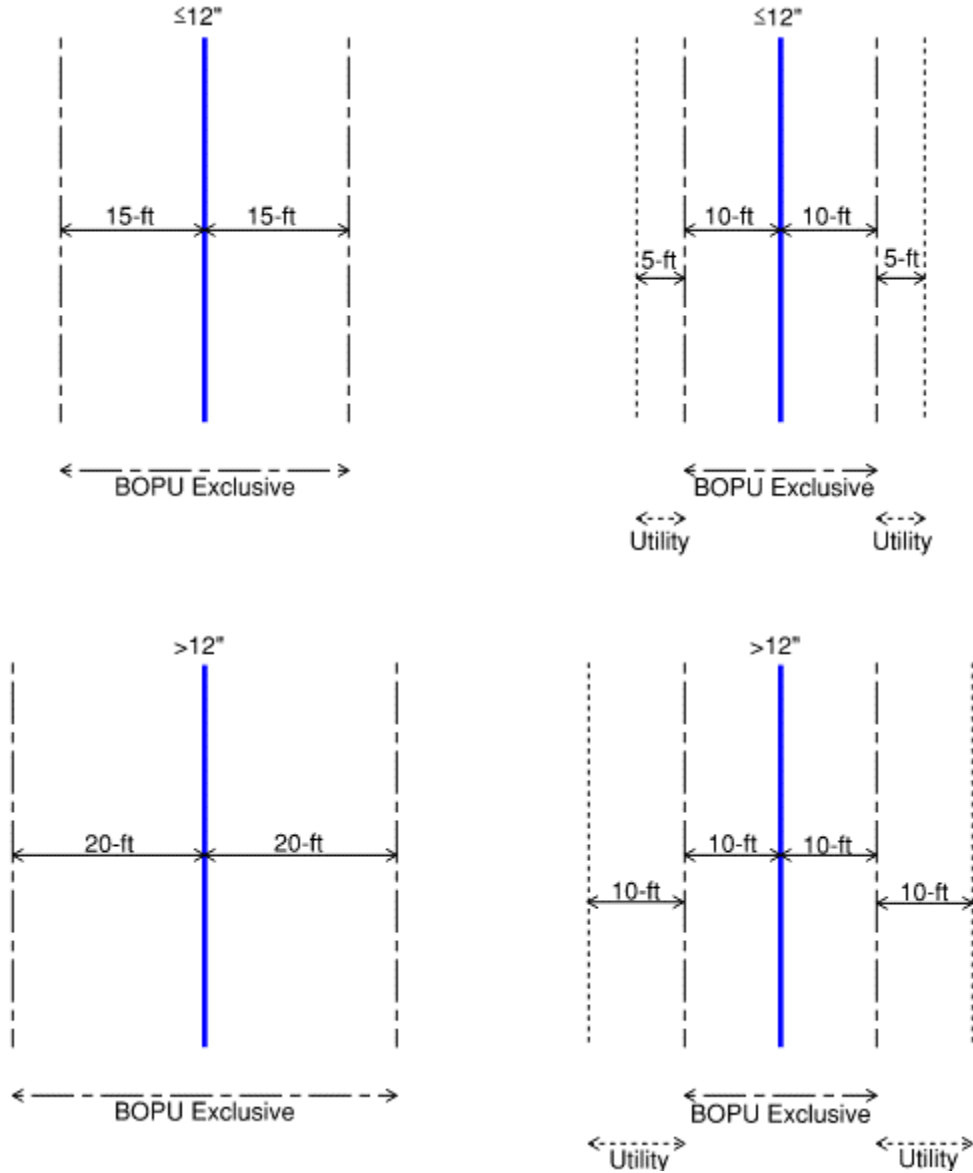 ≤12"
15-ft 15-ft
BOPU Exclusive
≤12"
10-ft 10-ft
5-ft 5-ft
BOPU Exclusive
Utility Utility
>12"
20-ft 20-ft
BOPU Exclusive
>12"
10-ft 10-ft
10-ft 10-ft
BOPU Exclusive
Utility Utility